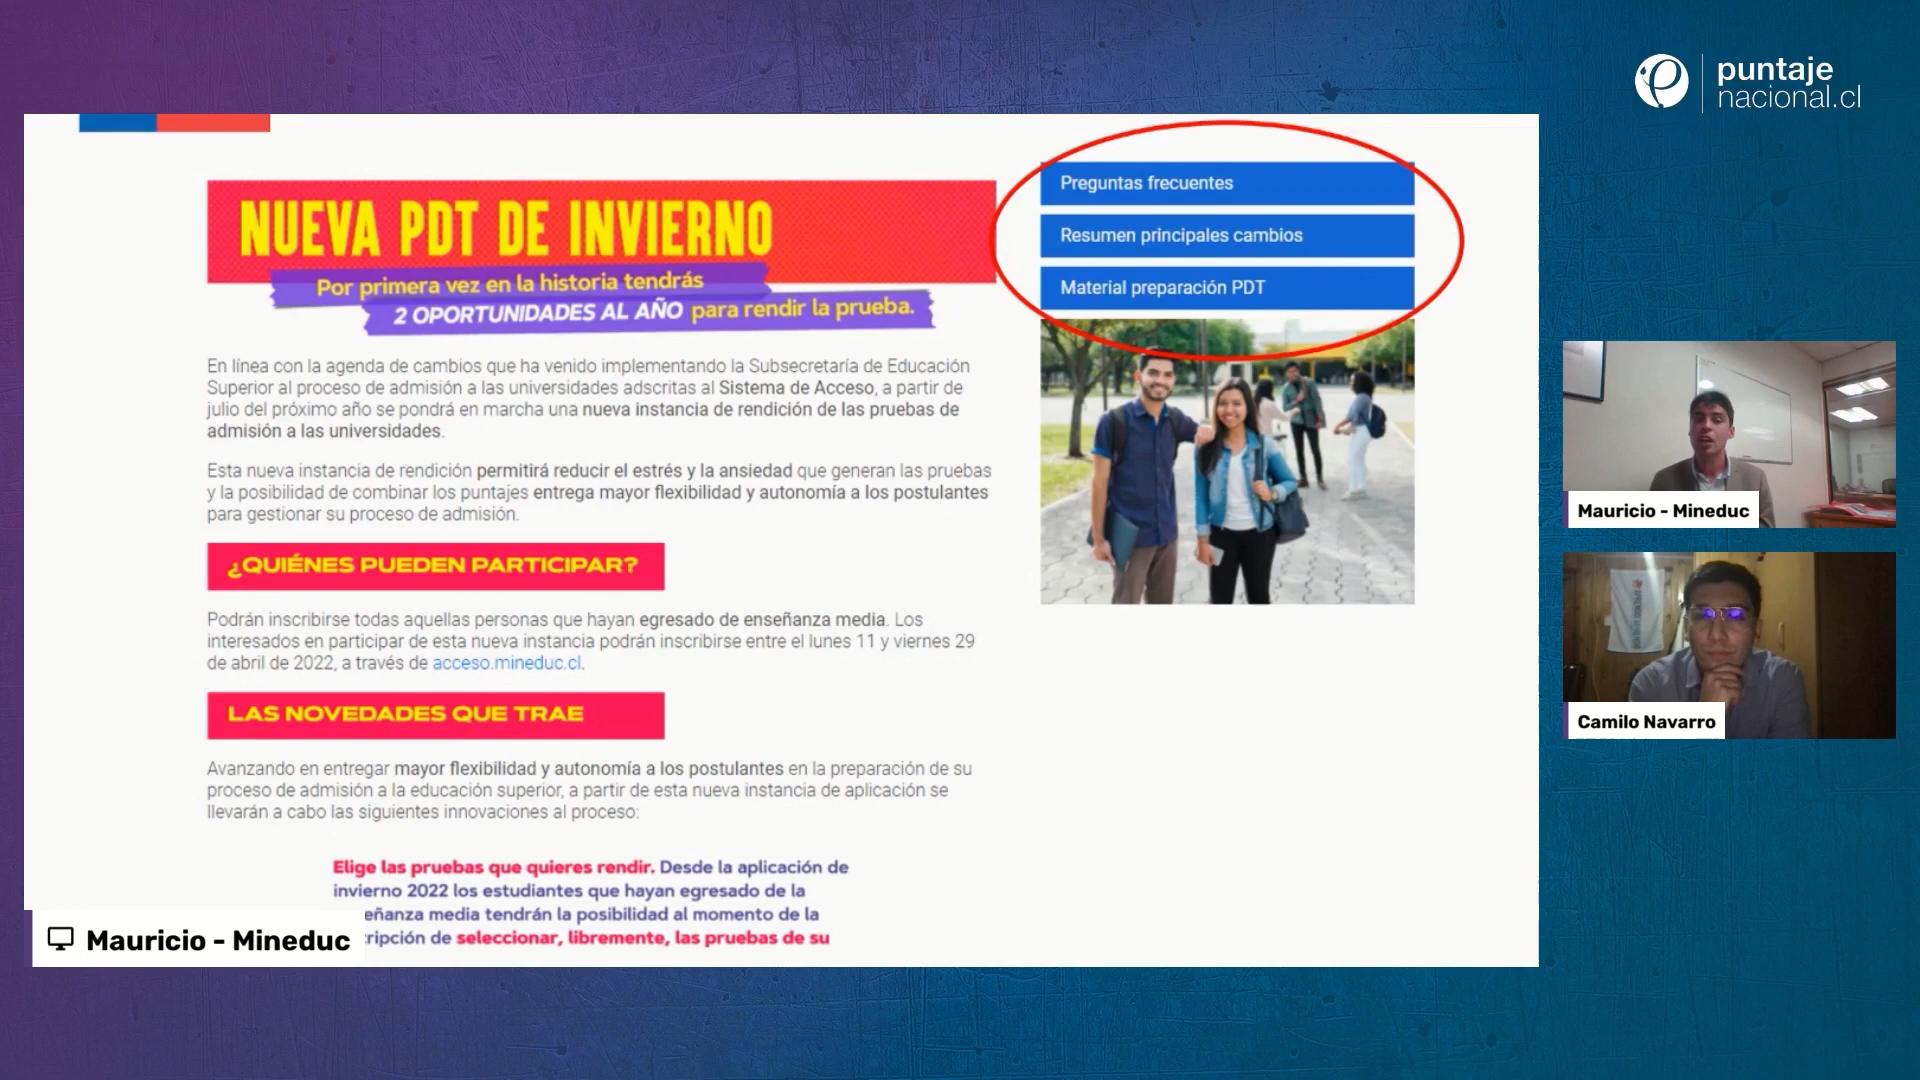 puntaje
nacional.cl
NUEVA PDT DE INVIERNO
Por primera vez en la historia tendrás
2 OPORTUNIDADES AL AÑO para rendir la prueba.
En línea con la agenda de cambios que ha venido implementando la Subsecretaría de Educación
Superior al proceso de admisión a las universidades adscritas al Sistema de Acceso, a partir de
julio del próximo año se pondrá en marcha una nueva instancia de rendición de las pruebas de
admisión a las universidades.
Esta nueva instancia de rendición permitirá reducir el estrés y la ansiedad que generan las pruebas
y la posibilidad de combinar los puntajes entrega mayor flexibilidad y autonomía a los postulantes
para gestionar su proceso de admisión.
¿QUIÉNES PUEDEN PARTICIPAR?
Podrán inscribirse todas aquellas personas que hayan egresado de enseñanza media. Los
interesados en participar de esta nueva instancia podrán inscribirse entre el lunes 11 y viernes 29
de abril de 2022, a través de acceso.mineduc.cl.
LAS NOVEDADES QUE TRAE
Avanzando en entregar mayor flexibilidad y autonomía a los postulantes en la preparación de su
proceso de admisión a la educación superior, a partir de esta nueva instancia de aplicación se
llevarán a cabo las siguientes innovaciones al proceso:
Elige las pruebas que quieres rendir. Desde la aplicación de
invierno 2022 los estudiantes que hayan egresado de la
eñanza media tendrán la posibilidad al momento de la
ripción de seleccionar, libremente, las pruebas de su
Preguntas frecuentes
Resumen principales cambios
Material preparación PDT
Mauricio - Mineduc
Camilo Navarro
Mauricio - Mineduc